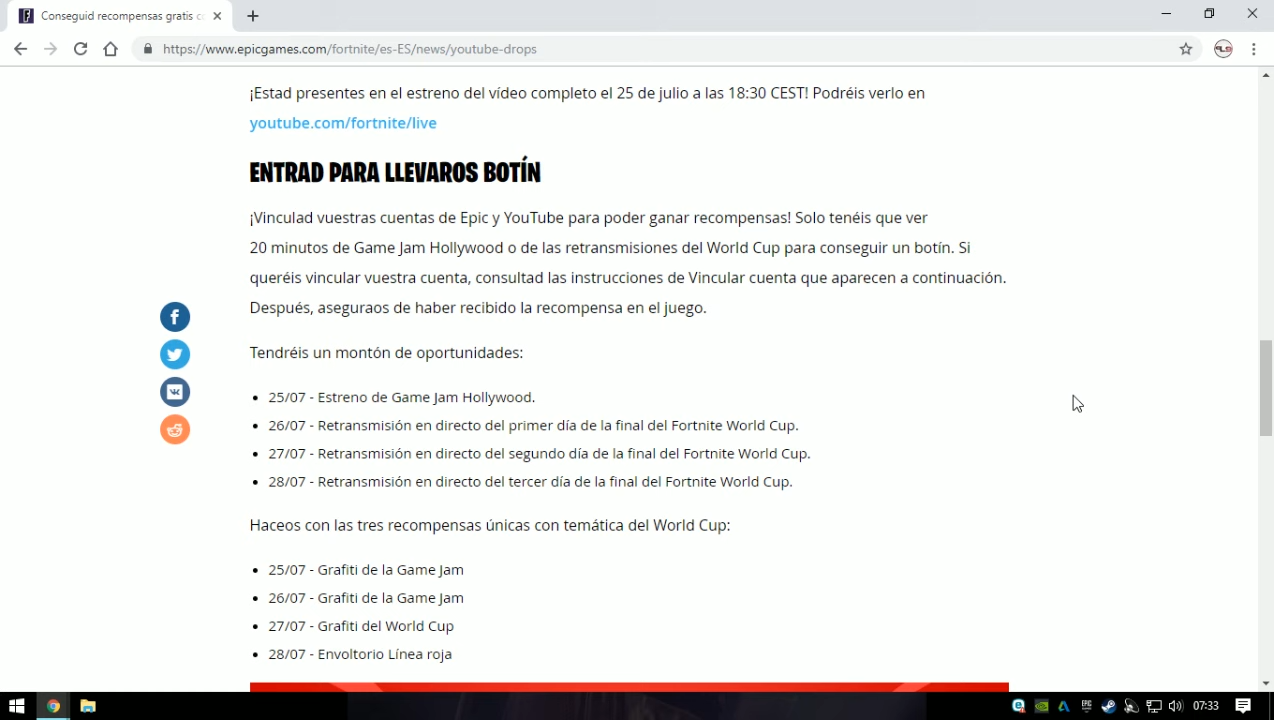 Conseguid recompensas gratis c
https://www.epicgames.com/fortnite/es-ES/news/youtube-drops
¡Estad presentes en el estreno del vídeo completo el 25 de julio a las 18:30 CEST! Podréis verlo en
youtube.com/fortnite/live
ENTRAD PARA LLEVAROS BOTÍN
¡Vinculad vuestras cuentas de Epic y YouTube para poder ganar recompensas! Solo tenéis que ver
20 minutos de Game Jam Hollywood o de las retransmisiones del World Cup para conseguir un botín. Si
queréis vincular vuestra cuenta, consultad las instrucciones de Vincular cuenta que aparecen a continuación.
Después, aseguraos de haber recibido la recompensa en el juego.
Tendréis un montón de oportunidades:
• 25/07 - Estreno de Game Jam Hollywood.
• 26/07 - Retransmisión en directo del primer día de la final del Fortnite World Cup.
• 27/07 - Retransmisión en directo del segundo día de la final del Fortnite World Cup.
• 28/07 - Retransmisión en directo del tercer día de la final del Fortnite World Cup.
Haceos con las tres recompensas únicas con temática del World Cup:
• 25/07 - Grafiti de la Game Jam
• 26/07 - Grafiti de la Game Jam
• 27/07 - Grafiti del World Cup
• 28/07 - Envoltorio Línea roja
07:33